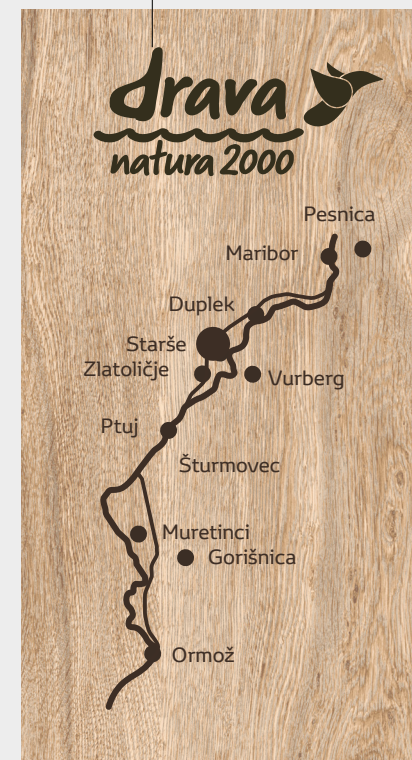 drava
natura 2000
Pesnica
Maribor
Duplek
Starše
Zlatoličje
Vurberg
Ptuj
Šturmovec
Muretinci
Gorišnica
Ormož